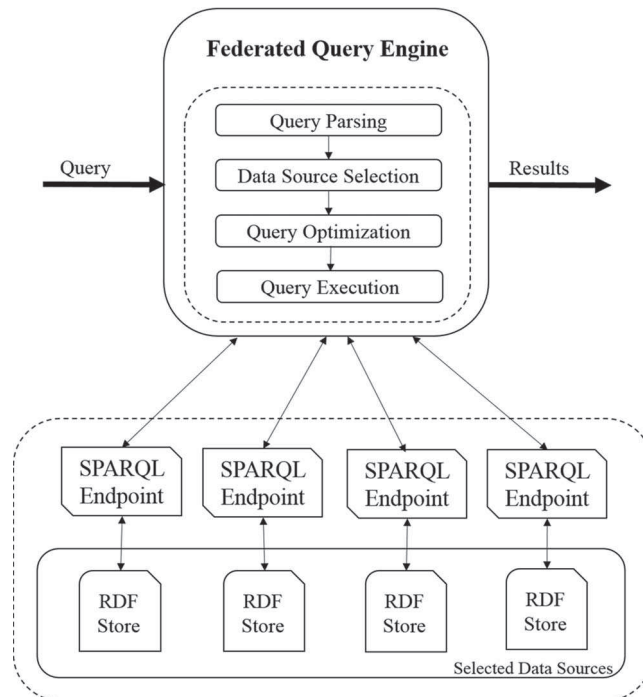 Federated Query Engine
Query Parsing
Query
Data Source Selection
Results
Query Optimization
Query Execution
SPARQL
Endpoint
SPARQL
Endpoint
SPARQL
Endpoint
SPARQL
Endpoint
RDF
Store
RDF
Store
RDF
Store
RDF
Store
Selected Data Sources